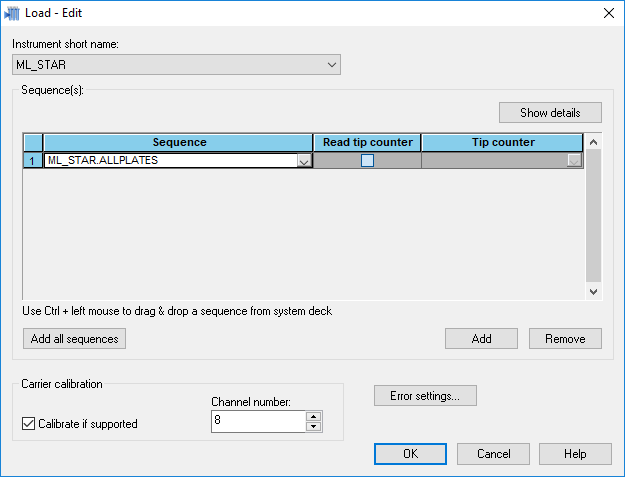 Load - Edit
Instrument short name:
ML_STAR
Sequence(s):
Show details
Sequence Read tip counter Tip counter
1 ML_STAR.ALLPLATES
Use Ctrl + left mouse to drag & drop a sequence from system deck
Add all sequences Add Remove
Carrier calibration
Channel number:
Error settings...
Calibrate if supported 8
OK Cancel Help